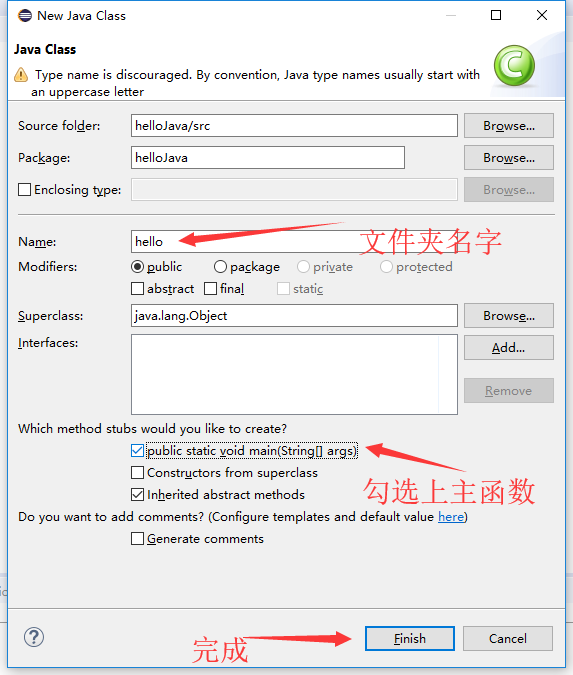 New Java Class
Java Class
Type name is discouraged. By convention, Java type names usually start with
an uppercase letter
Source folder: helloJava/src Browse...
Package: helloJava Browse...
Enclosing type: Browse...
Name: hello 文件夹名字
Modifiers: public package private protected
abstract final static
Superclass: java.lang.Object Browse...
Interfaces: Add...
Remove
Which method stubs would you like to create?
public static void main(String[] args)
Constructors from superclass
勾选上主函数
Inherited abstract methods
Do you want to add comments? (Configure templates and default value here)
Generate comments
完成 Finish Cancel